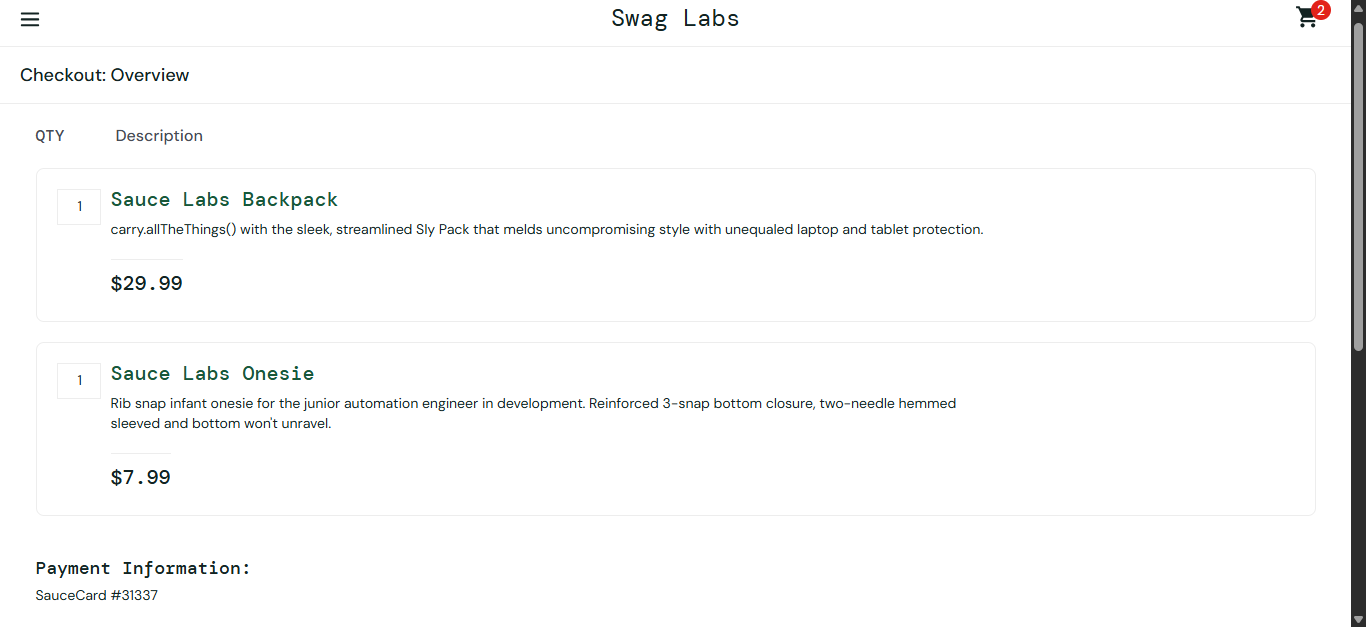 Swag Labs
2
Checkout: Overview
QTY Description
1
Sauce Labs Backpack
carry.allTheThings() with the sleek, streamlined Sly Pack that melds uncompromising style with unequaled laptop and tablet protection.
$29.99
1
Sauce Labs Onesie
Rib snap infant onesie for the junior automation engineer in development. Reinforced 3-snap bottom closure, two-needle hemmed
sleeved and bottom won't unravel.
$7.99
Payment Information:
SauceCard #31337